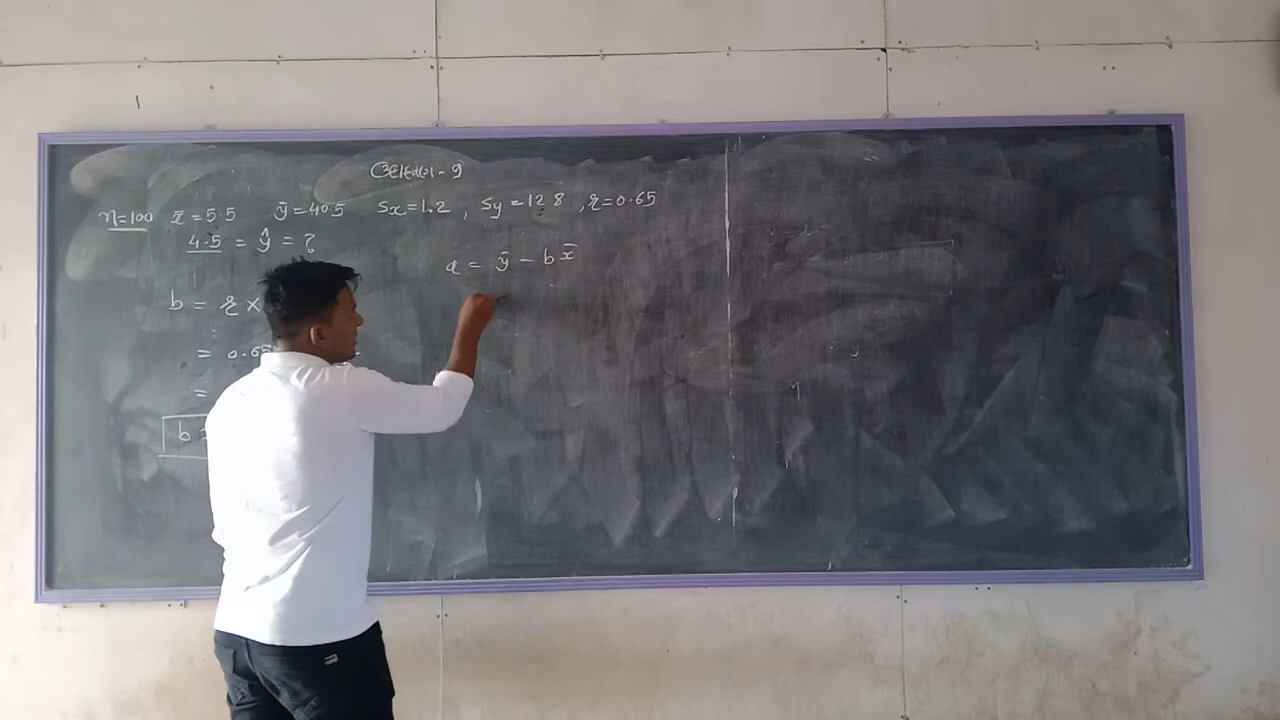 ઉદાહરણ - 9
n=100 x̄ = 5.5 ȳ = 40.5 Sx = 1.2 , Sy = 12.8 , r = 0.65
4.5 = ŷ = ?
a = ȳ - b x̄
b = r ×
= 0.65
=
b =